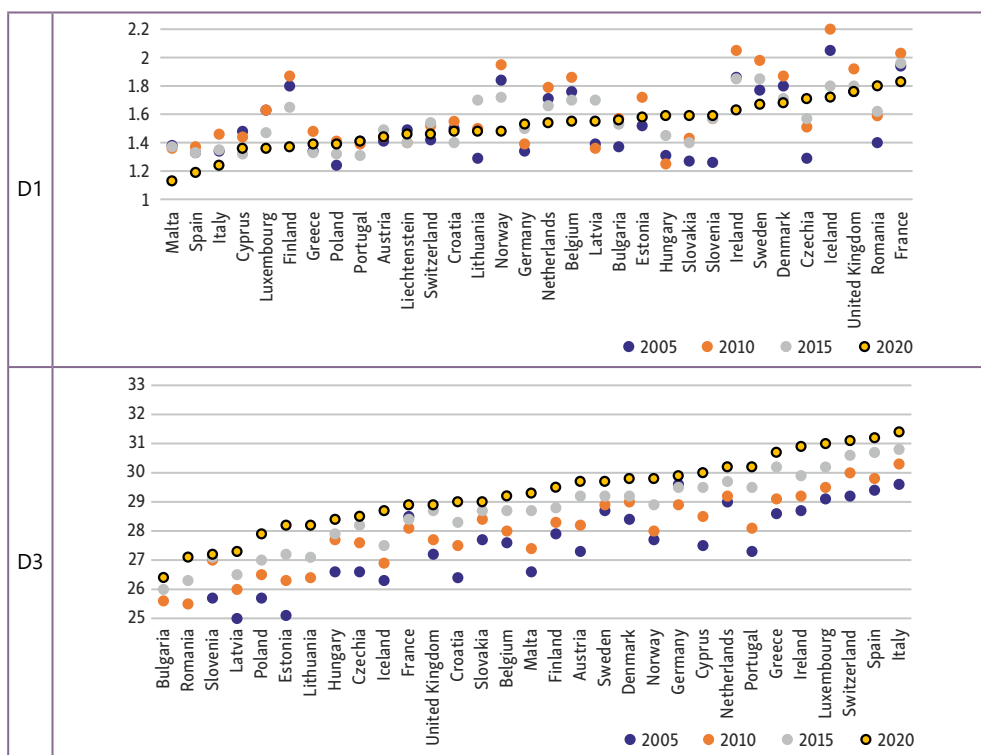 D1
2.2
2
1.8
1.6
1.4
1.2
1
Malta
Spain
Italy
Cyprus
Luxembourg
Finland
Greece
Poland
Portugal
Austria
Liechtenstein
Switzerland
Croatia
Lithuania
Norway
Germany
Netherlands
Belgium
Latvia
Bulgaria
Estonia
Hungary
Slovakia
Slovenia
Ireland
Sweden
Denmark
Czechia
Iceland
United Kingdom
Romania
France
2005 2010 2015 2020
D3
33
32
31
30
29
28
27
26
25
Bulgaria
Romania
Slovenia
Latvia
Poland
Estonia
Lithuania
Hungary
Czechia
Iceland
France
United Kingdom
Croatia
Slovakia
Belgium
Malta
Finland
Austria
Sweden
Denmark
Norway
Germany
Cyprus
Netherlands
Portugal
Greece
Ireland
Luxembourg
Switzerland
Spain
Italy
2005 2010 2015 2020